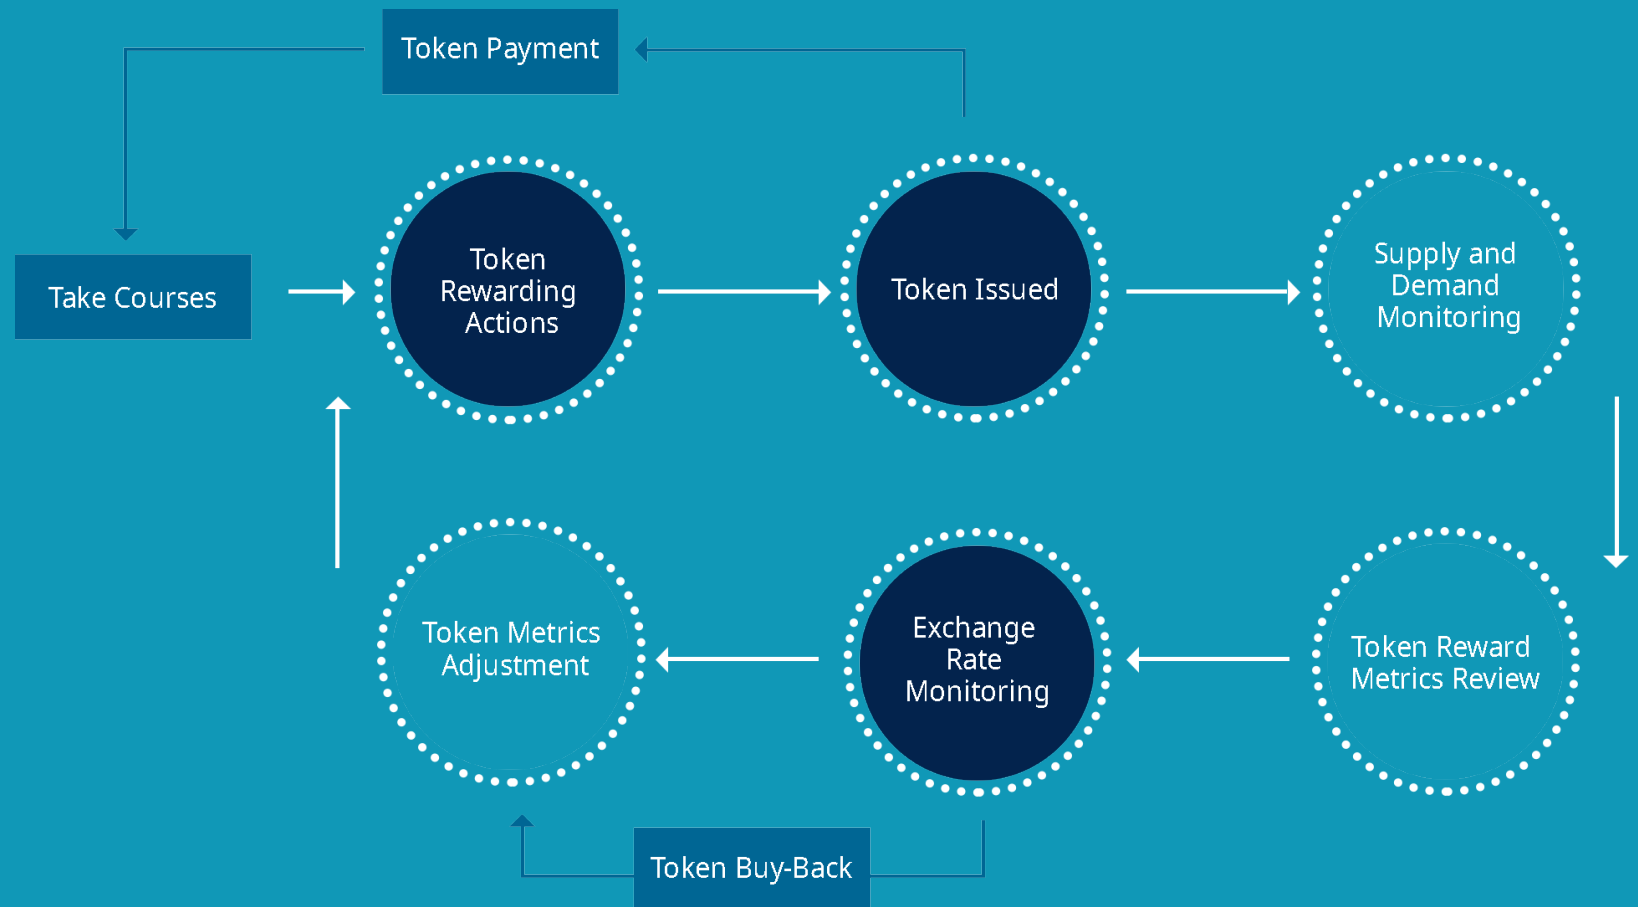 Token Payment
Take Courses
Token
Rewarding
Actions
Token Issued
Supply and
Demand
Monitoring
Token Metrics
Adjustment
Exchange
Rate
Monitoring
Token Reward
Metrics Review
Token Buy-Back